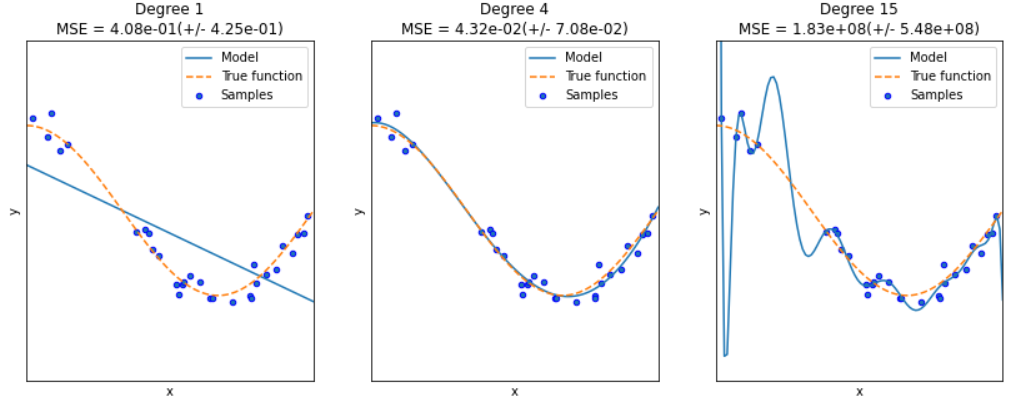 Degree 1
MSE = 4.08e-01(+/- 4.25e-01)
Model
True function
Samples
y
x
Degree 4
MSE = 4.32e-02(+/- 7.08e-02)
Model
True function
Samples
y
x
Degree 15
MSE = 1.83e+08(+/- 5.48e+08)
Model
True function
Samples
y
x